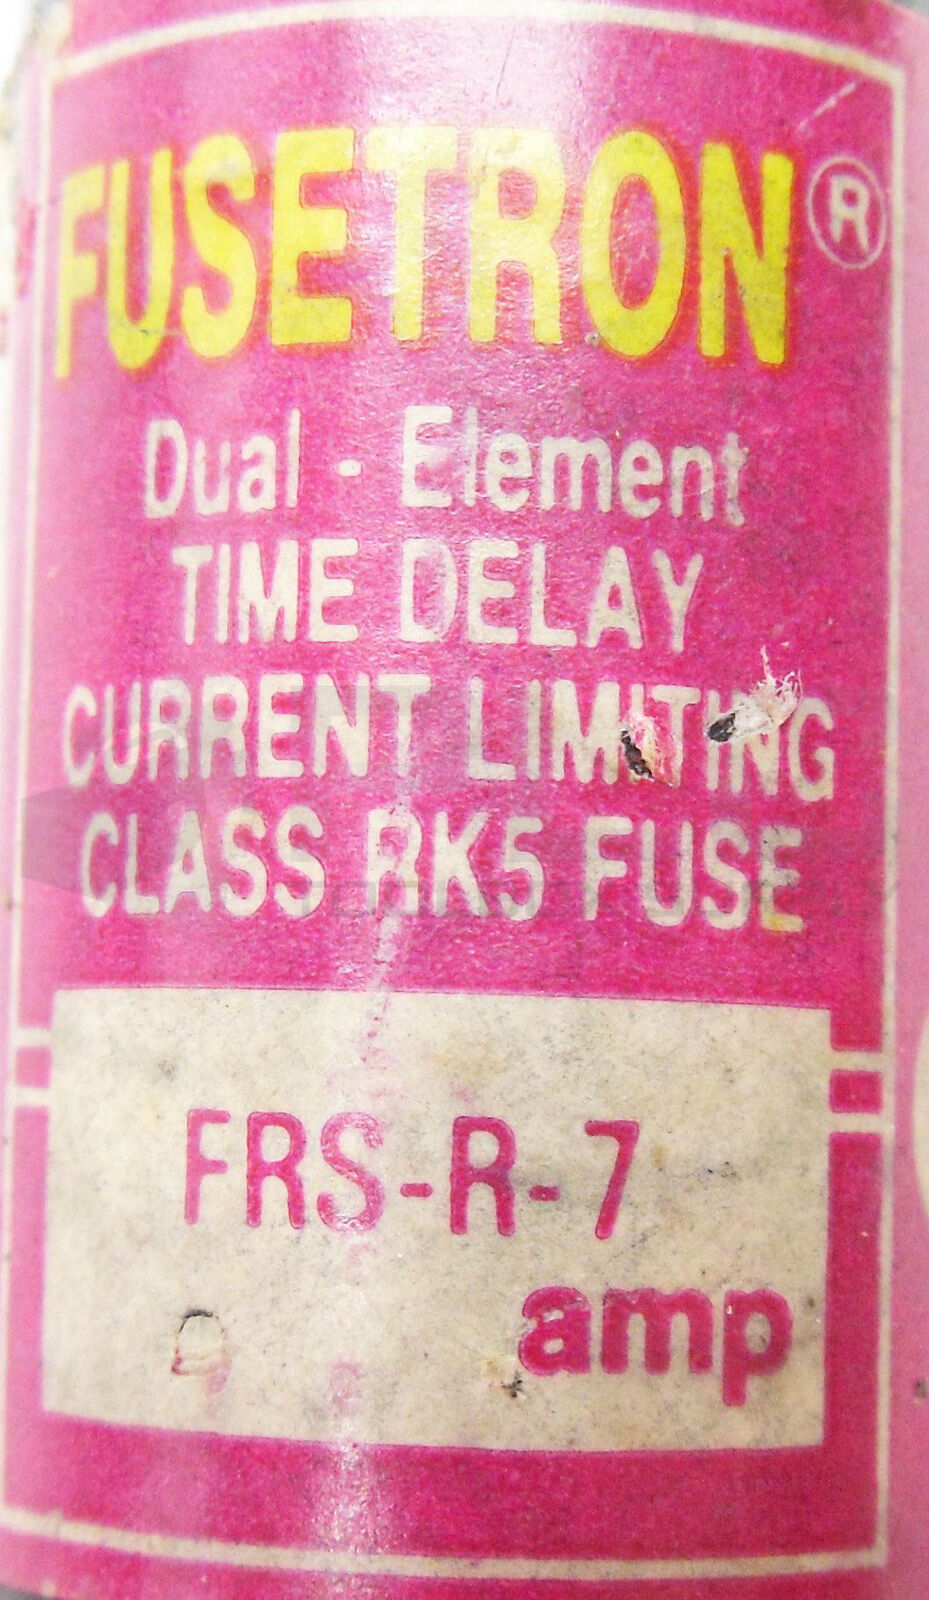 FUSETRON®
Dual - Element
TIME DELAY
CURRENT LIMITING
CLASS RK5 FUSE
FRS-R-7
amp